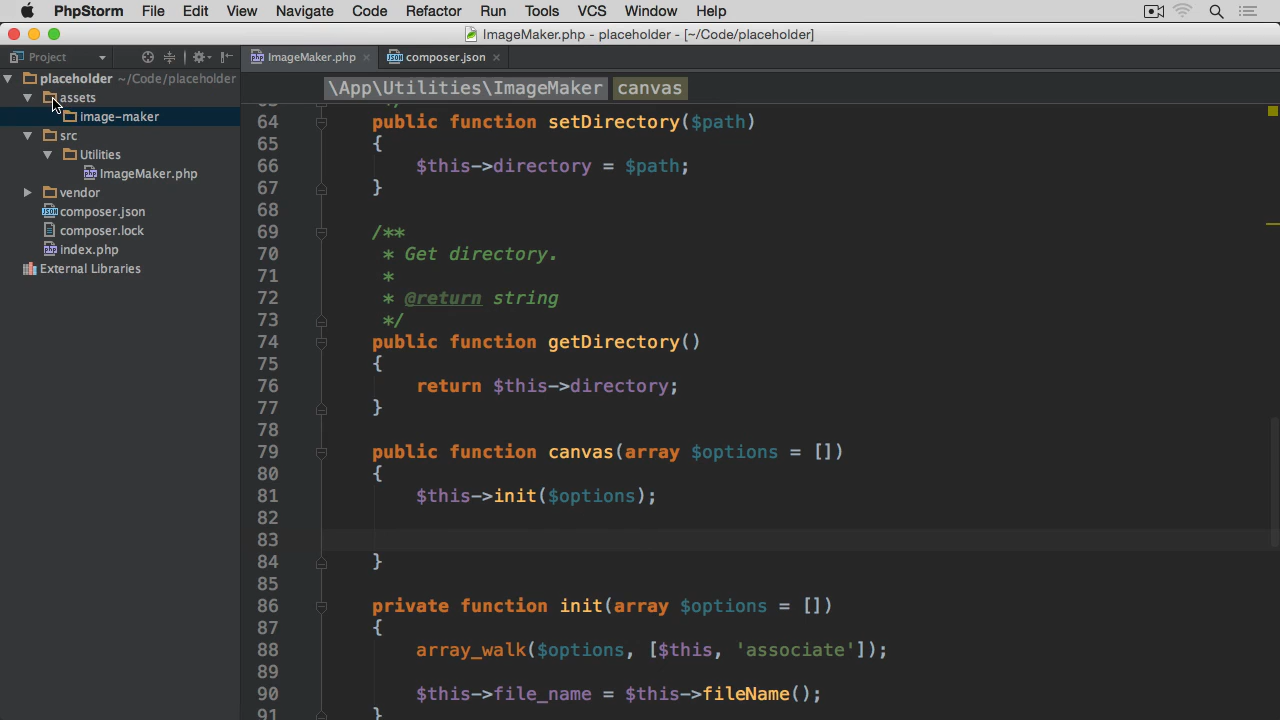 PhpStorm File Edit View Navigate Code Refactor Run Tools VCS Window Help
ImageMaker.php - placeholder - [~/Code/placeholder]
Project
ImageMaker.php
composer.json
placeholder ~/Code/placeholder
assets
image-maker
src
Utilities
ImageMaker.php
vendor
composer.json
composer.lock
index.php
External Libraries
\App\Utilities\ImageMaker canvas
64 public function setDirectory($path)
65 {
66 $this->directory = $path;
67 }
68
69 /**
70 * Get directory.
71 *
72 * @return string
73 */
74 public function getDirectory()
75 {
76 return $this->directory;
77 }
78
79 public function canvas(array $options = [])
80 {
81 $this->init($options);
82
83
84 }
85
86 private function init(array $options = [])
87 {
88 array_walk($options, [$this, 'associate']);
89
90 $this->file_name = $this->fileName();
91 }